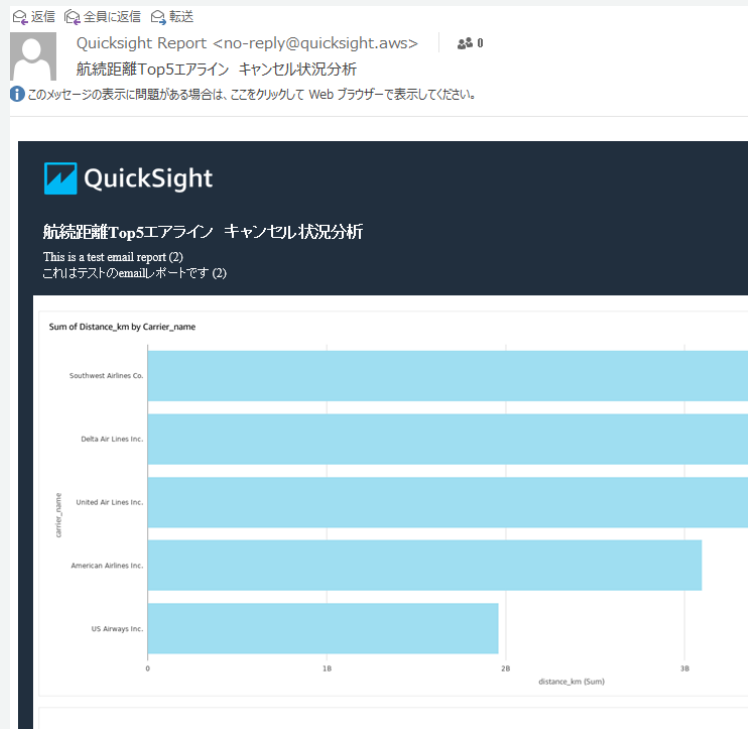 返信 全員に返信 転送
Quicksight Report <no-reply@quicksight.aws> 0
航続距離Top5エアライン キャンセル状況分析
このメッセージの表示に問題がある場合は、ここをクリックして Web ブラウザーで表示してください。
QuickSight
航続距離Top5エアライン キャンセル状況分析
This is a test email report (2)
これはテストのemailレポートです (2)
Sum of Distance_km by Carrier_name
Southwest Airlines Co.
Delta Air Lines Inc.
United Air Lines Inc.
American Airlines Inc.
US Airways Inc.
carrier_name
0 1B 2B 3B
distance_km (Sum)